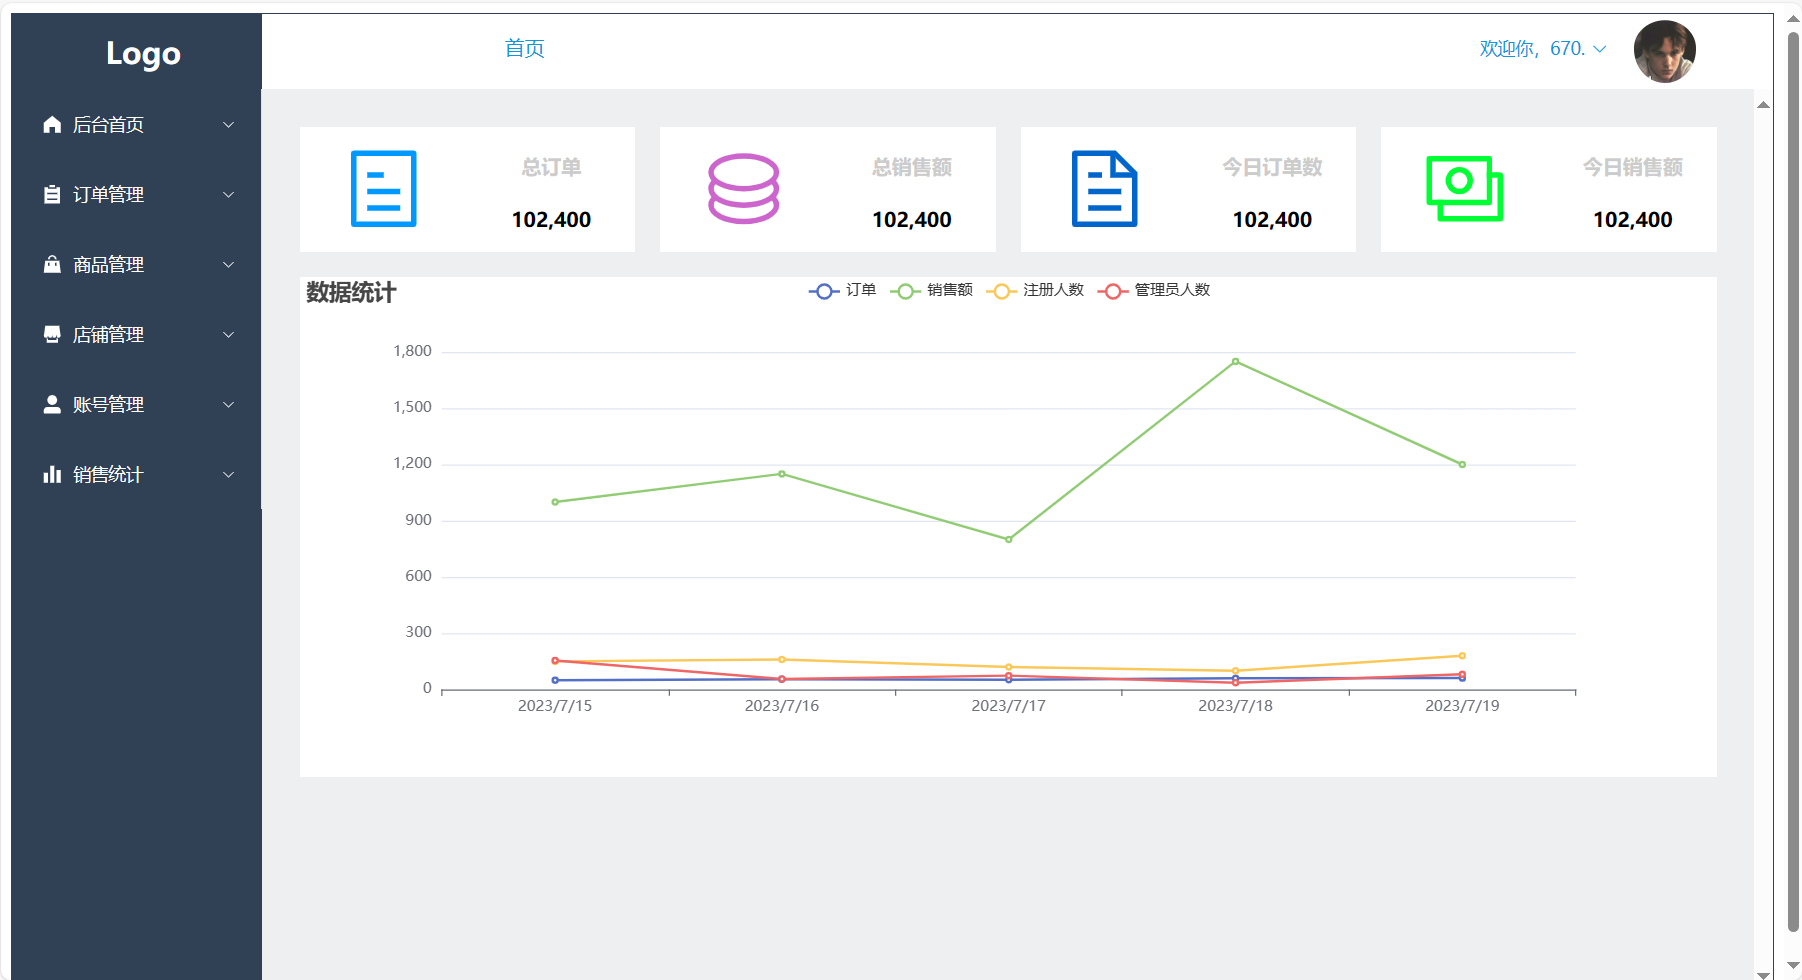 Logo
首页
欢迎你，670.
后台首页
订单管理
商品管理
店铺管理
账号管理
销售统计
总订单
102,400
总销售额
102,400
今日订单数
102,400
今日销售额
102,400
数据统计
订单 销售额 注册人数 管理员人数
1,800
1,500
1,200
900
600
300
0
2023/7/15 2023/7/16 2023/7/17 2023/7/18 2023/7/19